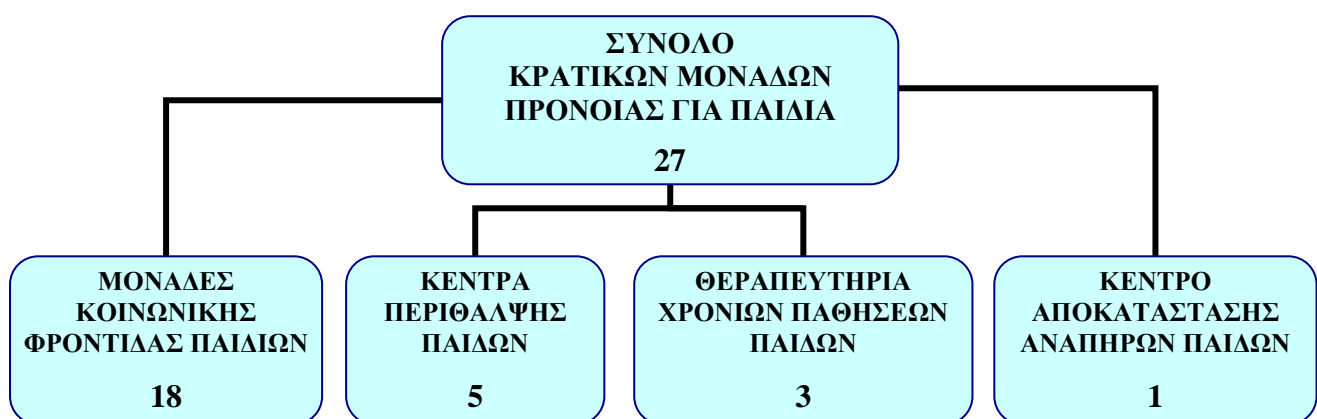 ΣΥΝΟΛΟ
ΚΡΑΤΙΚΩΝ ΜΟΝΑΔΩΝ
ΠΡΟΝΟΙΑΣ ΓΙΑ ΠΑΙΔΙΑ
27
ΜΟΝΑΔΕΣ
ΚΟΙΝΩΝΙΚΗΣ
ΦΡΟΝΤΙΔΑΣ ΠΑΙΔΙΩΝ
18
ΚΕΝΤΡΑ
ΠΕΡΙΘΑΛΨΗΣ
ΠΑΙΔΩΝ
5
ΘΕΡΑΠΕΥΤΗΡΙΑ
ΧΡΟΝΙΩΝ ΠΑΘΗΣΕΩΝ
ΠΑΙΔΩΝ
3
ΚΕΝΤΡΟ
ΑΠΟΚΑΤΑΣΤΑΣΗΣ
ΑΝΑΠΗΡΩΝ ΠΑΙΔΩΝ
1